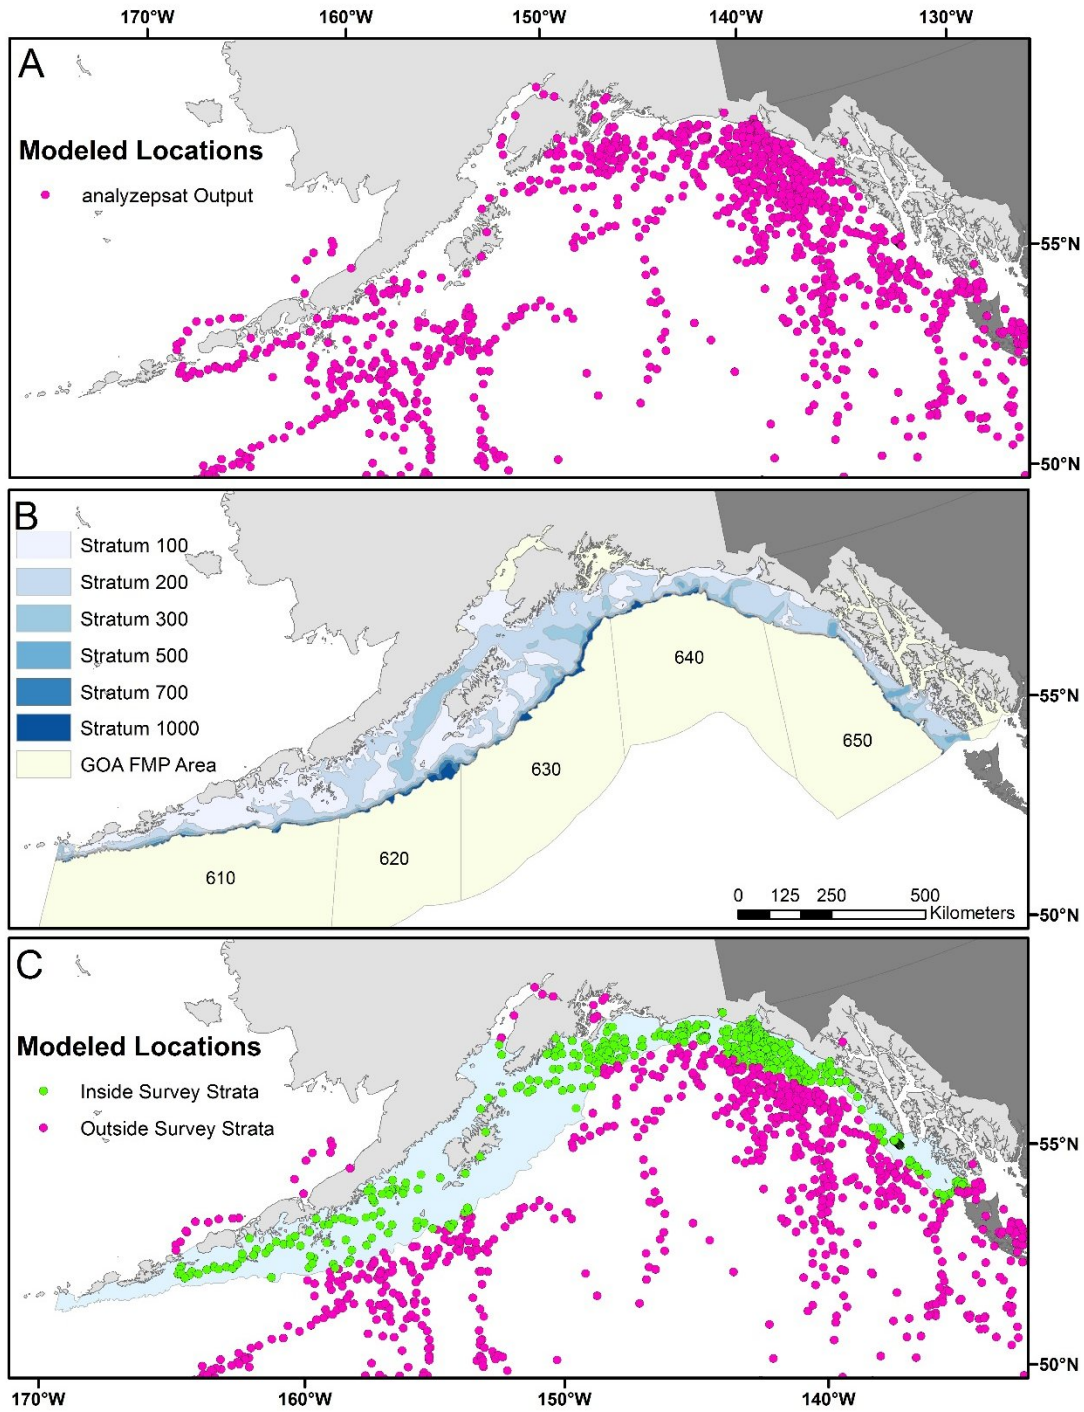 170°W 160°W 150°W 140°W 130°W
A
Modeled Locations
analyzepsat Output
55°N
50°N
B
Stratum 100
Stratum 200
Stratum 300
Stratum 500
Stratum 700
Stratum 1000
GOA FMP Area
640
650
630
620
610
55°N
0 125 250 500
Kilometers
50°N
C
Modeled Locations
Inside Survey Strata
Outside Survey Strata
55°N
50°N
170°W 160°W 150°W 140°W